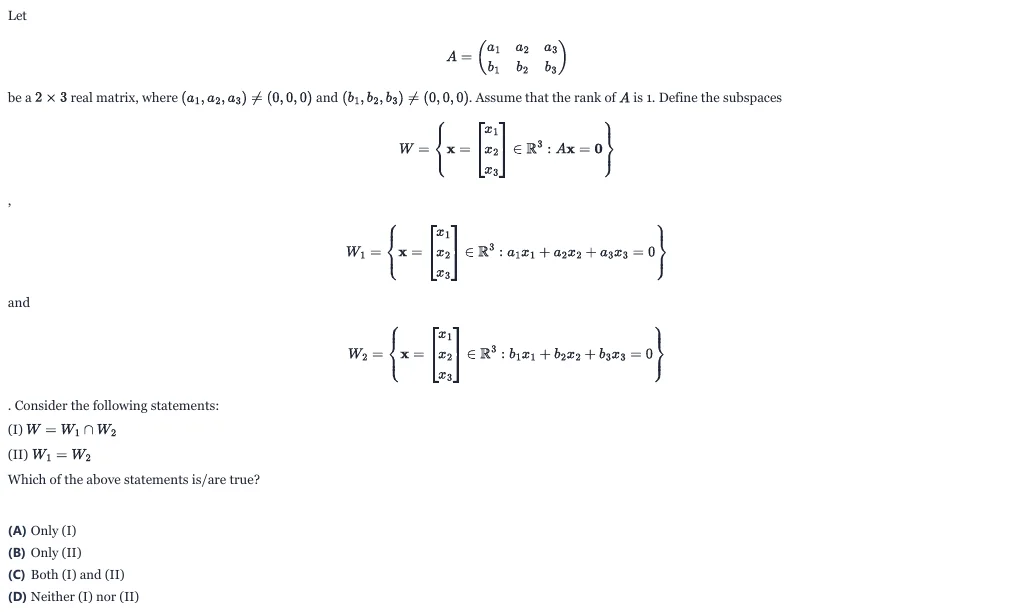 Let
A = ( a₁ a₂ a₃
b₁ b₂ b₃ )
be a 2 × 3 real matrix, where (a₁, a₂, a₃) ≠ (0, 0, 0) and (b₁, b₂, b₃) ≠ (0, 0, 0). Assume that the rank of A is 1. Define the subspaces
W = { x = [ x₁ x₂ x₃ ] ∈ ℝ³ : Ax = 0 }
,
W₁ = { x = [ x₁ x₂ x₃ ] ∈ ℝ³ : a₁x₁ + a₂x₂ + a₃x₃ = 0 }
and
W₂ = { x = [ x₁ x₂ x₃ ] ∈ ℝ³ : b₁x₁ + b₂x₂ + b₃x₃ = 0 }
. Consider the following statements:
(I) W = W₁ ∩ W₂
(II) W₁ = W₂
Which of the above statements is/are true?
(A) Only (I)
(B) Only (II)
(C) Both (I) and (II)
(D) Neither (I) nor (II)